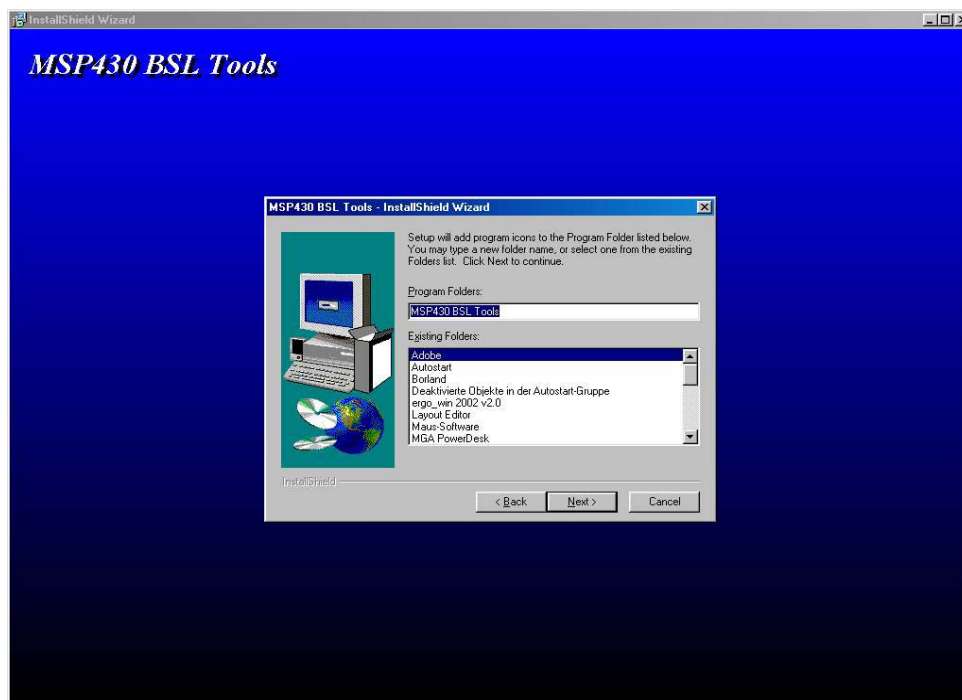 InstallShield Wizard
MSP430 BSL Tools
MSP430 BSL Tools - InstallShield Wizard
Setup will add program icons to the Program Folder listed below.
You may type a new folder name, or select one from the existing
Folders list. Click Next to continue.
Program Folders:
MSP430 BSL Tools
Existing Folders:
Adobe
Autostart
Borland
Deaktivierte Objekte in der Autostart-Gruppe
ergo_win 2002 v2.0
Layout Editor
Maus-Software
MGA PowerDesk
InstallShield
< Back Next > Cancel